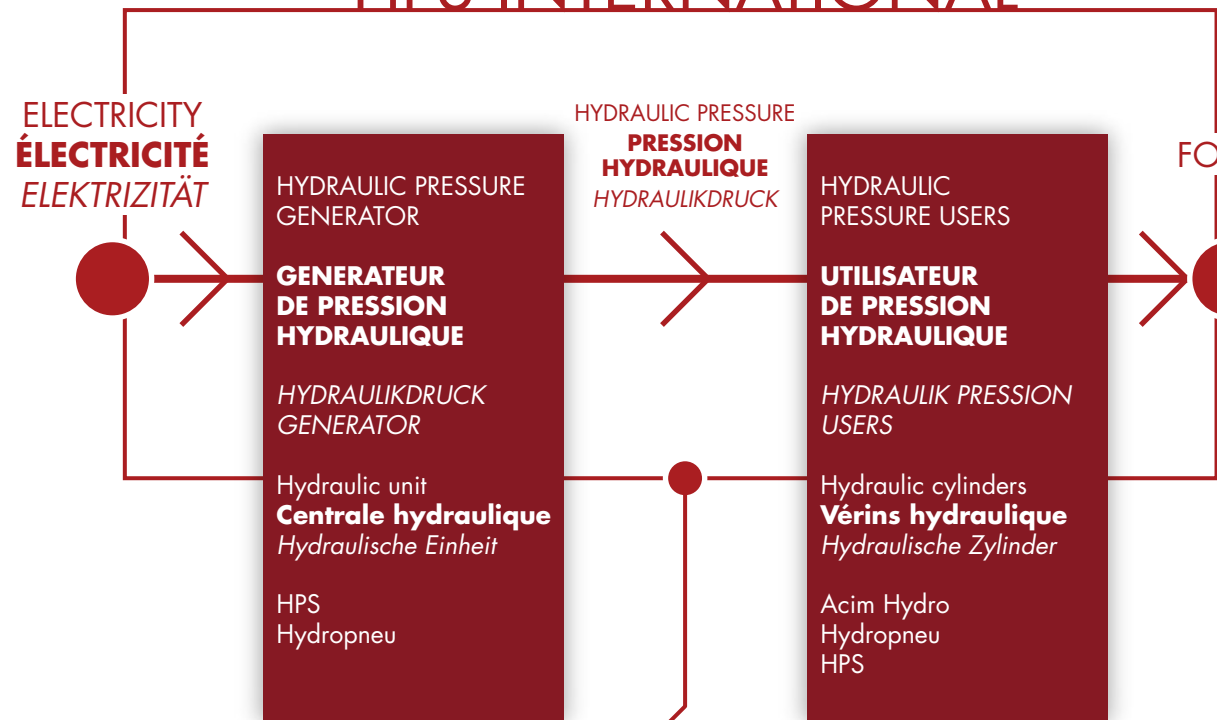 HPS INTERNATIONAL
ELECTRICITY
ÉLECTRICITÉ
ELEKTRIZITÄT
HYDRAULIC PRESSURE
GENERATOR
GENERATEUR
DE PRESSION
HYDRAULIQUE
HYDRAULIKDRUCK
GENERATOR
Hydraulic unit
Centrale hydraulique
Hydraulische Einheit
HPS
Hydropneu
HYDRAULIC PRESSURE
PRESSION
HYDRAULIQUE
HYDRAULIKDRUCK
HYDRAULIC
PRESSURE USERS
UTILISATEUR
DE PRESSION
HYDRAULIQUE
HYDRAULIK PRESSION
USERS
Hydraulic cylinders
Vérins hydraulique
Hydraulische Zylinder
Acim Hydro
Hydropneu
HPS